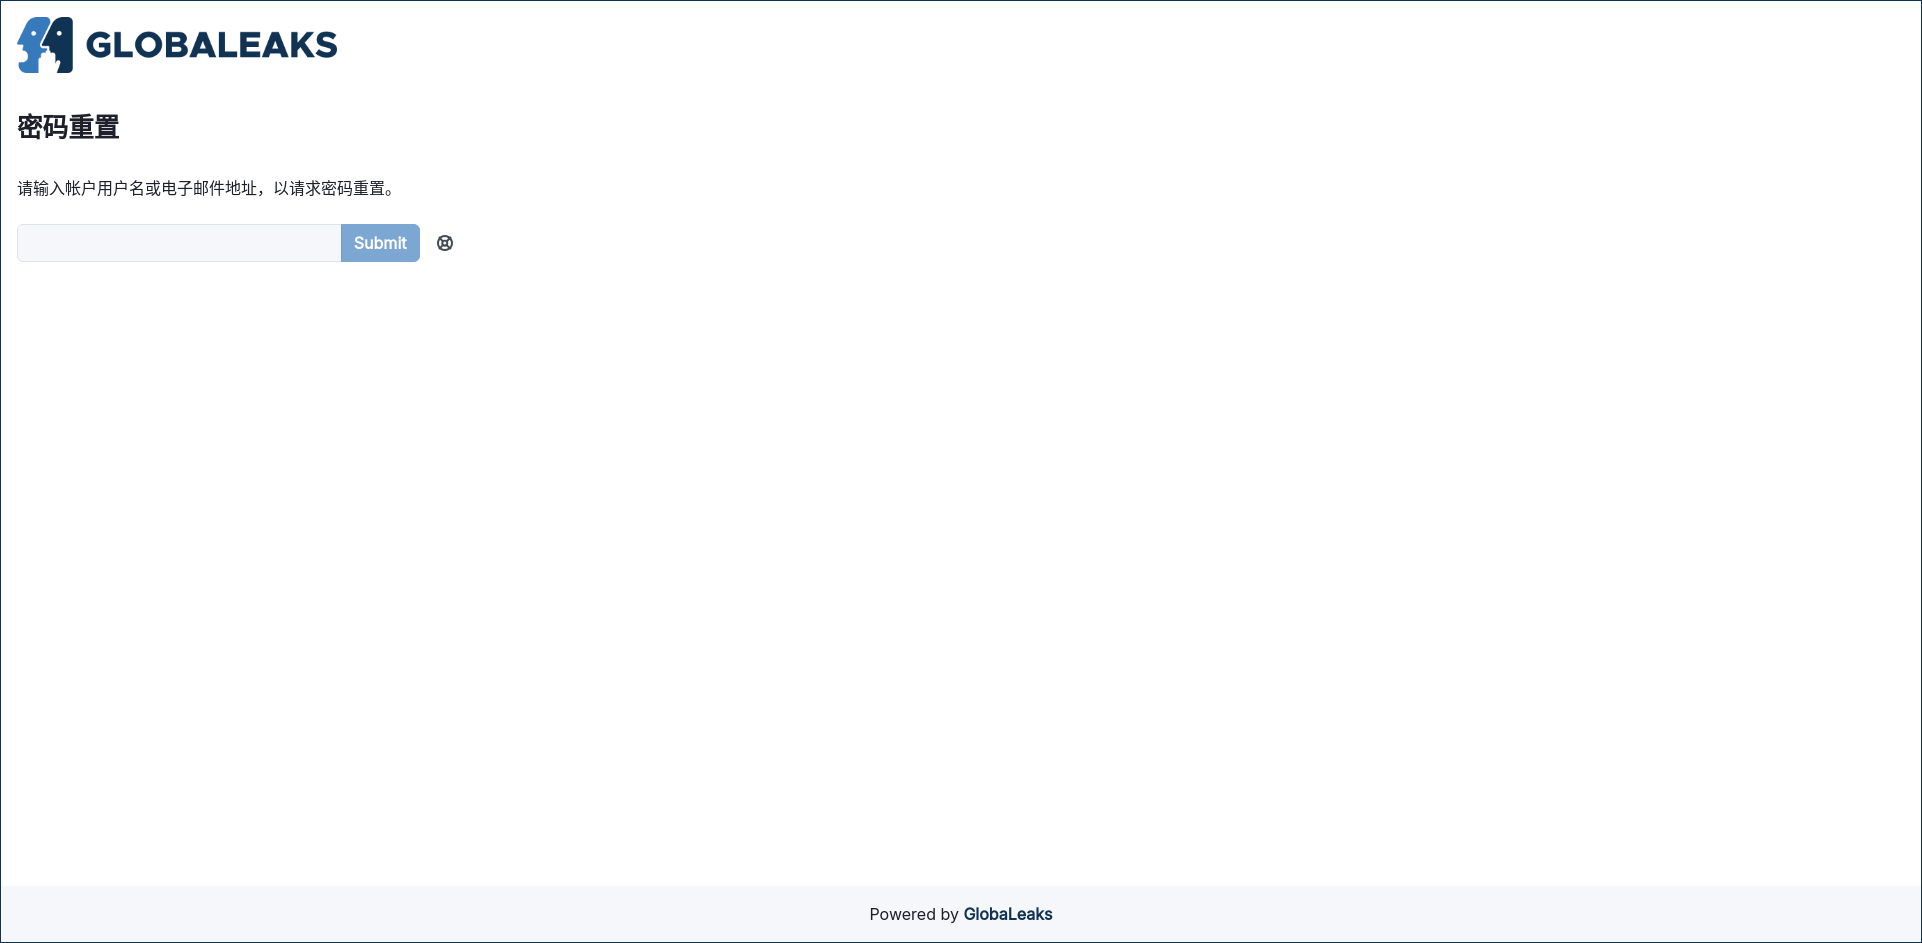 GLOBALEAKS
密码重置
请输入帐户用户名或电子邮件地址，以请求密码重置。
Submit
Powered by GlobaLeaks